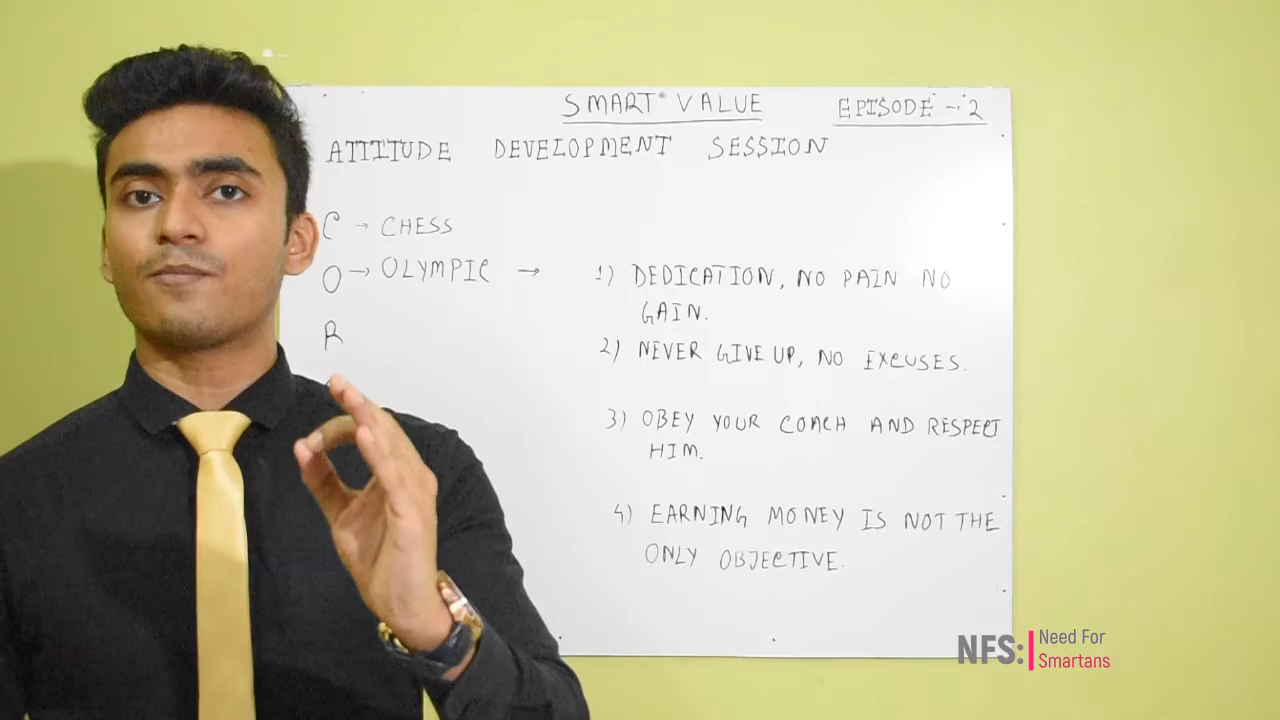 SMART VALUE
EPISODE - 2
ATTITUDE DEVELOPMENT SESSION
C → CHESS
O → OLYMPIC →
R
1) DEDICATION, NO PAIN NO
GAIN.
2) NEVER GIVE UP, NO EXCUSES.
3) OBEY YOUR COACH AND RESPECT
HIM.
4) EARNING MONEY IS NOT THE
ONLY OBJECTIVE.
NFS: Need For
Smartans